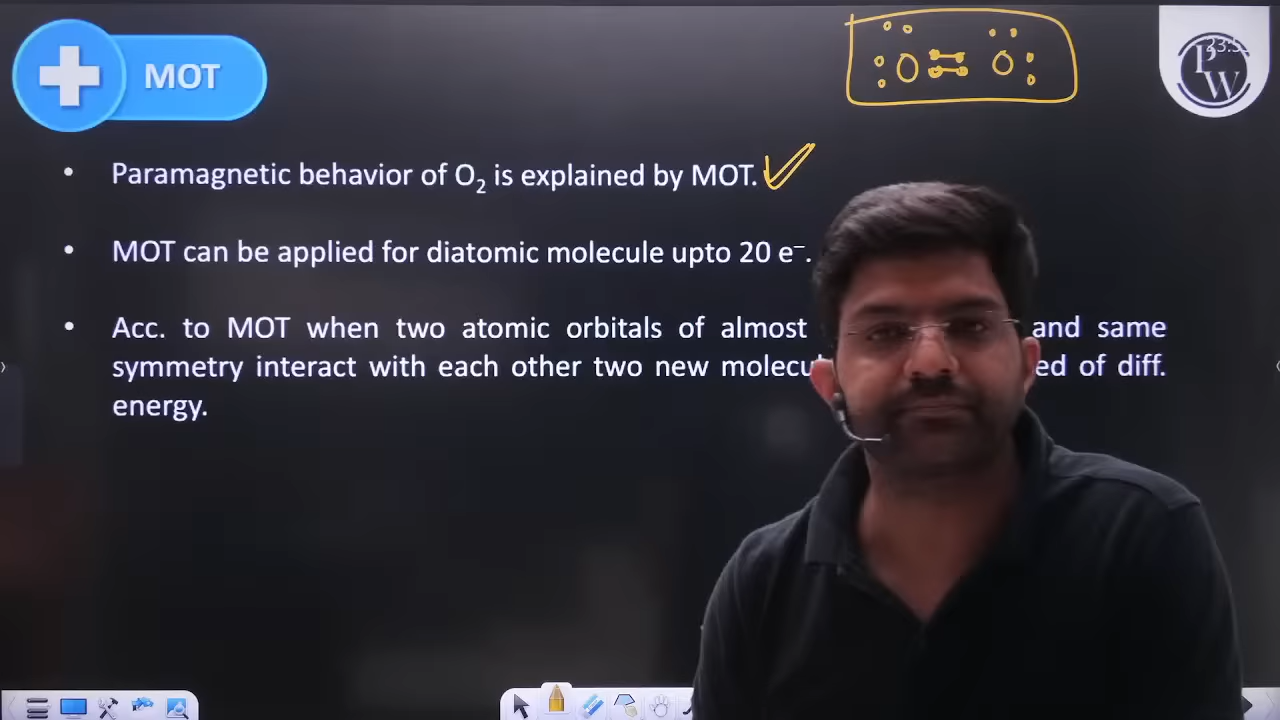 MOT
O O
PW
• Paramagnetic behavior of O₂ is explained by MOT.
• MOT can be applied for diatomic molecule upto 20 e⁻.
• Acc. to MOT when two atomic orbitals of almost and same
symmetry interact with each other two new of diff.
energy.